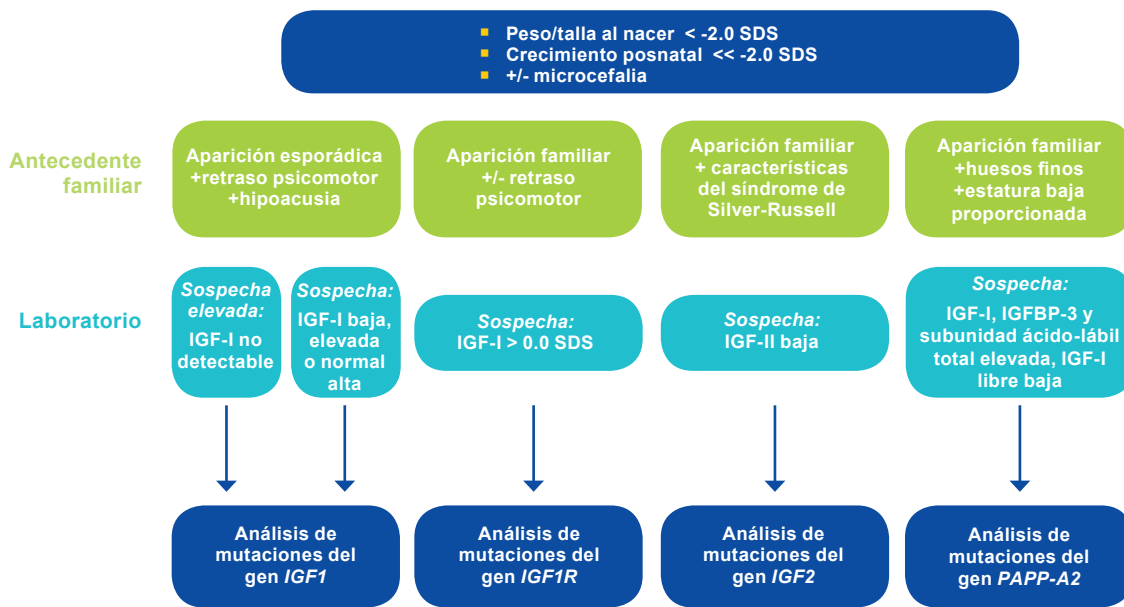 Peso/talla al nacer < -2.0 SDS
Crecimiento posnatal << -2.0 SDS
+/- microcefalia
Antecedente
familiar
Aparición esporádica
+retraso psicomotor
+hipoacusia
Aparición familiar
+/- retraso
psicomotor
Aparición familiar
+ características
del síndrome de
Silver-Russell
Aparición familiar
+huesos finos
+estatura baja
proporcionada
Laboratorio
Sospecha
elevada:
IGF-I no
detectable
Sospecha:
IGF-I baja,
elevada
o normal
alta
Sospecha:
IGF-I > 0.0 SDS
Sospecha:
IGF-II baja
Sospecha:
IGF-I, IGFBP-3 y
subunidad ácido-lábil
total elevada, IGF-I
libre baja
Análisis de
mutaciones del
gen IGF1
Análisis de
mutaciones del
gen IGF1R
Análisis de
mutaciones del
gen IGF2
Análisis de
mutaciones del
gen PAPP-A2